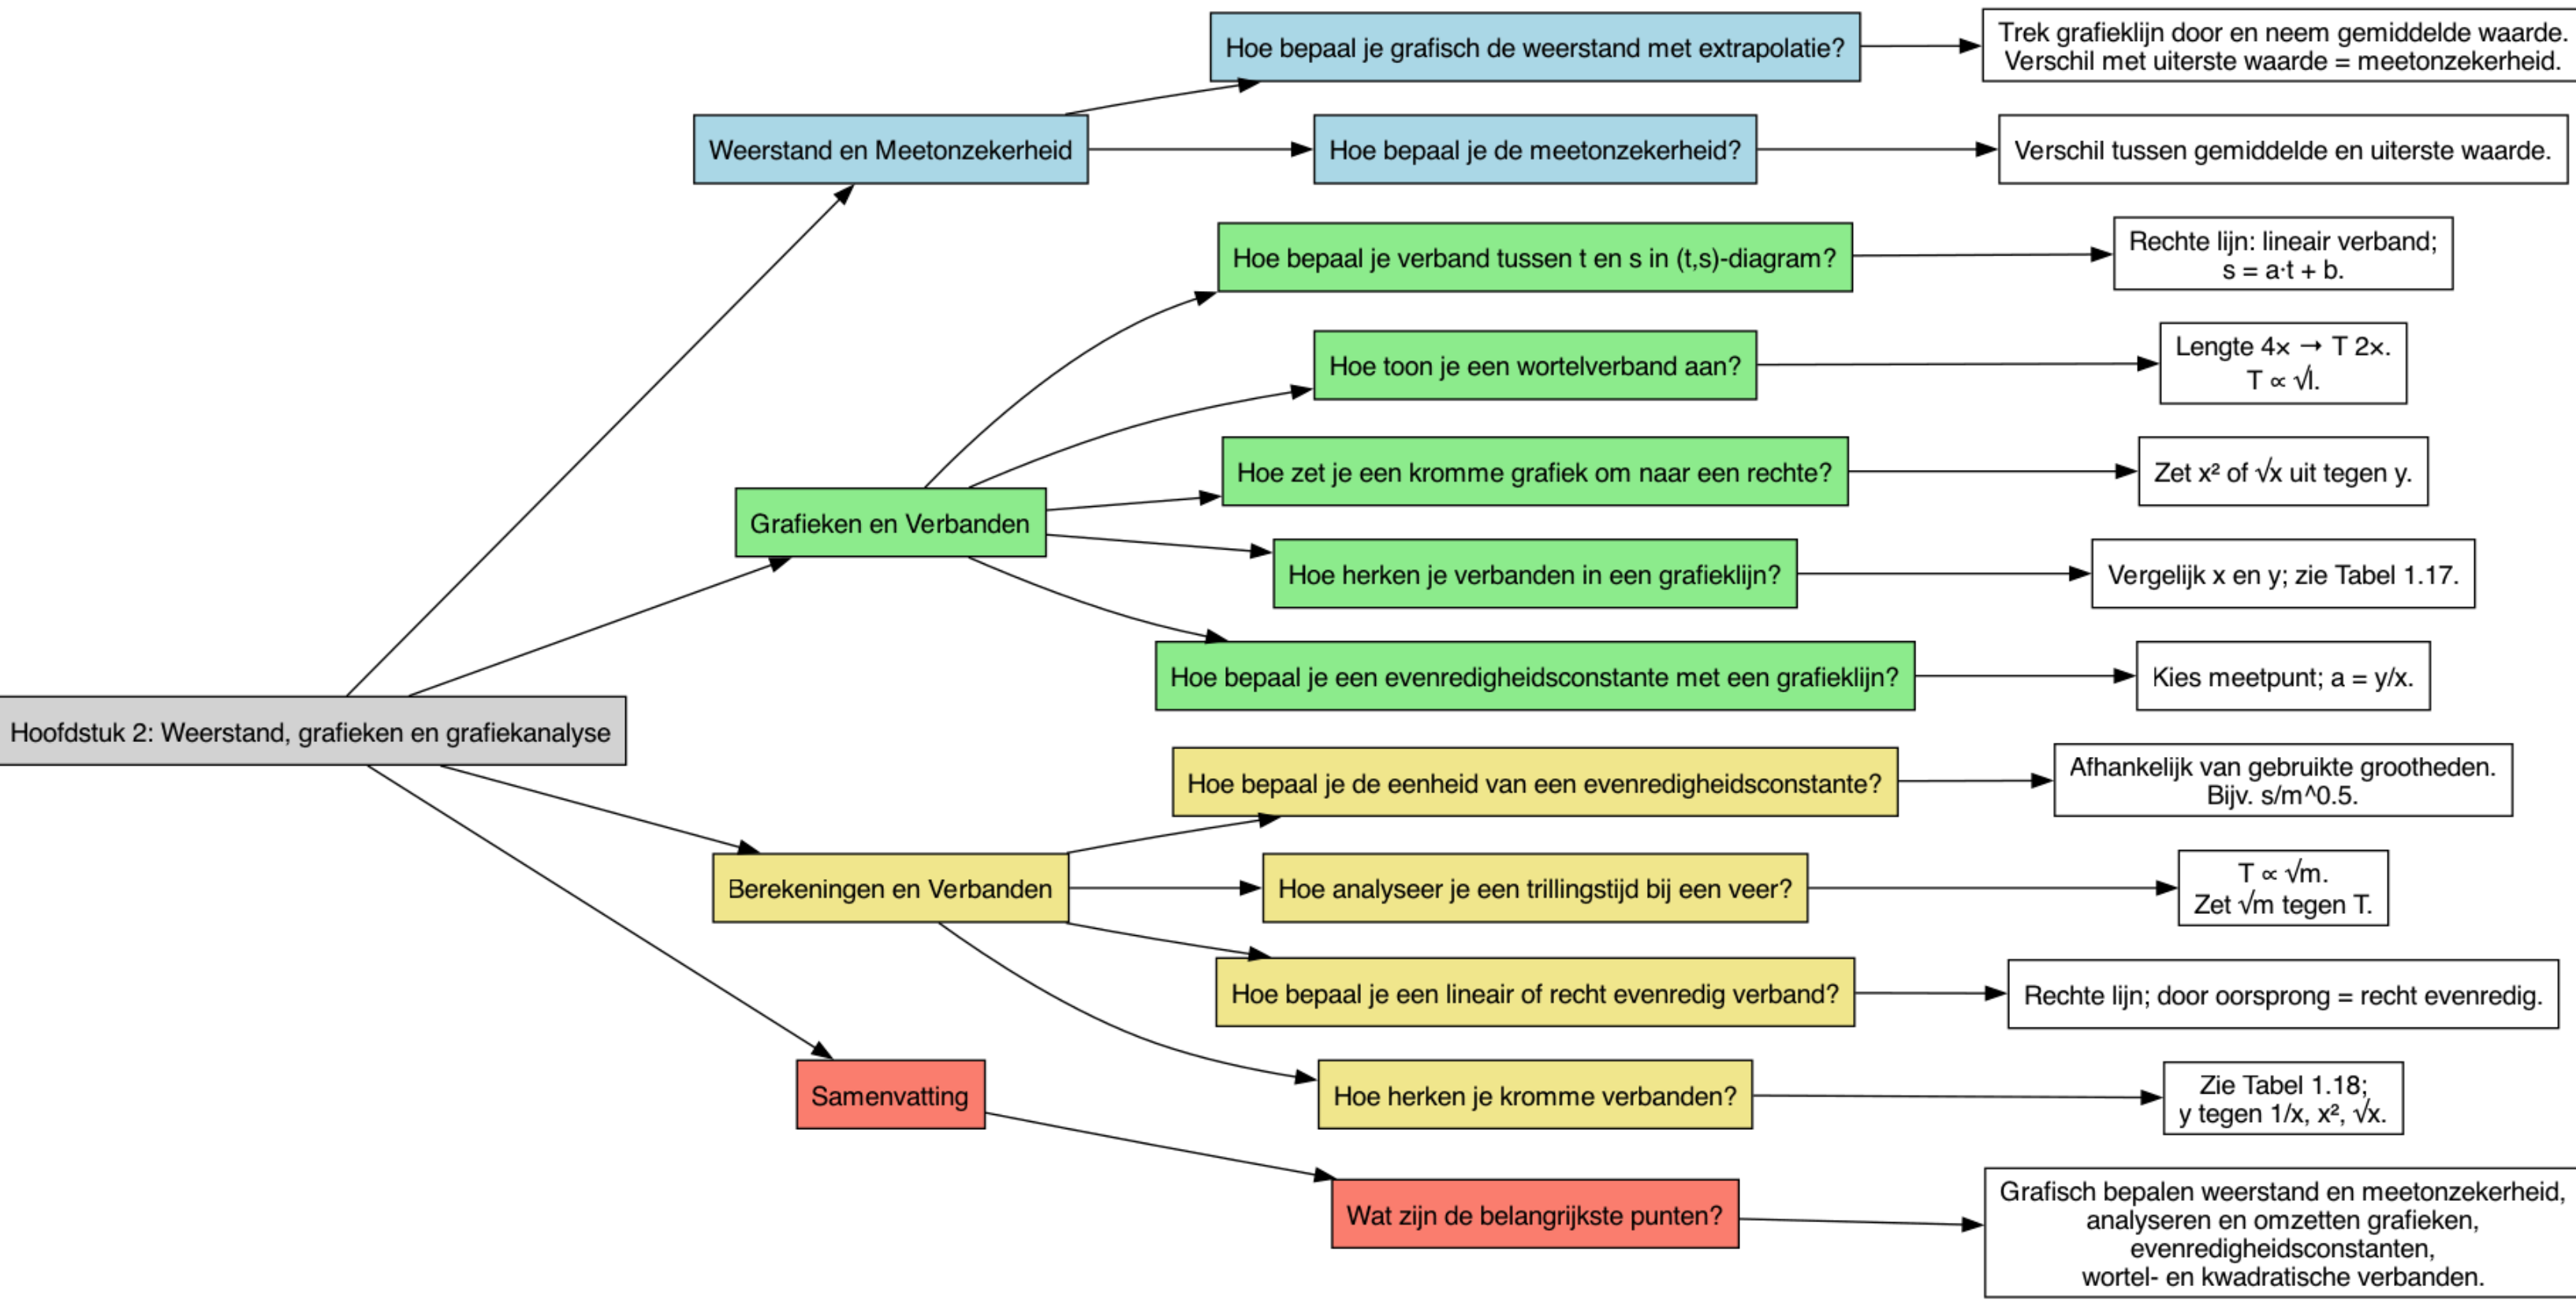 Hoofdstuk 2: Weerstand, grafieken en grafiekanalyse
Weerstand en Meetonzekerheid
Hoe bepaal je grafisch de weerstand met extrapolatie?
Trek grafieklijn door en neem gemiddelde waarde.
Verschil met uiterste waarde = meetonzekerheid.
Hoe bepaal je de meetonzekerheid?
Verschil tussen gemiddelde en uiterste waarde.
Grafieken en Verbanden
Hoe bepaal je verband tussen t en s in (t,s)-diagram?
Rechte lijn: lineair verband;
s = a·t + b.
Hoe toon je een wortelverband aan?
Lengte 4× → T 2×.
T ∝ √l.
Hoe zet je een kromme grafiek om naar een rechte?
Zet x² of √x uit tegen y.
Hoe herken je verbanden in een grafieklijn?
Vergelijk x en y; zie Tabel 1.17.
Hoe bepaal je een evenredigheidsconstante met een grafieklijn?
Kies meetpunt; a = y/x.
Berekeningen en Verbanden
Hoe bepaal je de eenheid van een evenredigheidsconstante?
Afhankelijk van gebruikte grootheden.
Bijv. s/m^0.5.
Hoe analyseer je een trillingstijd bij een veer?
T ∝ √m.
Zet √m tegen T.
Hoe bepaal je een lineair of recht evenredig verband?
Rechte lijn; door oorsprong = recht evenredig.
Hoe herken je kromme verbanden?
Zie Tabel 1.18;
y tegen 1/x, x², √x.
Samenvatting
Wat zijn de belangrijkste punten?
Grafisch bepalen weerstand en meetonzekerheid,
analyseren en omzetten grafieken,
evenredigheidsconstanten,
wortel- en kwadratische verbanden.